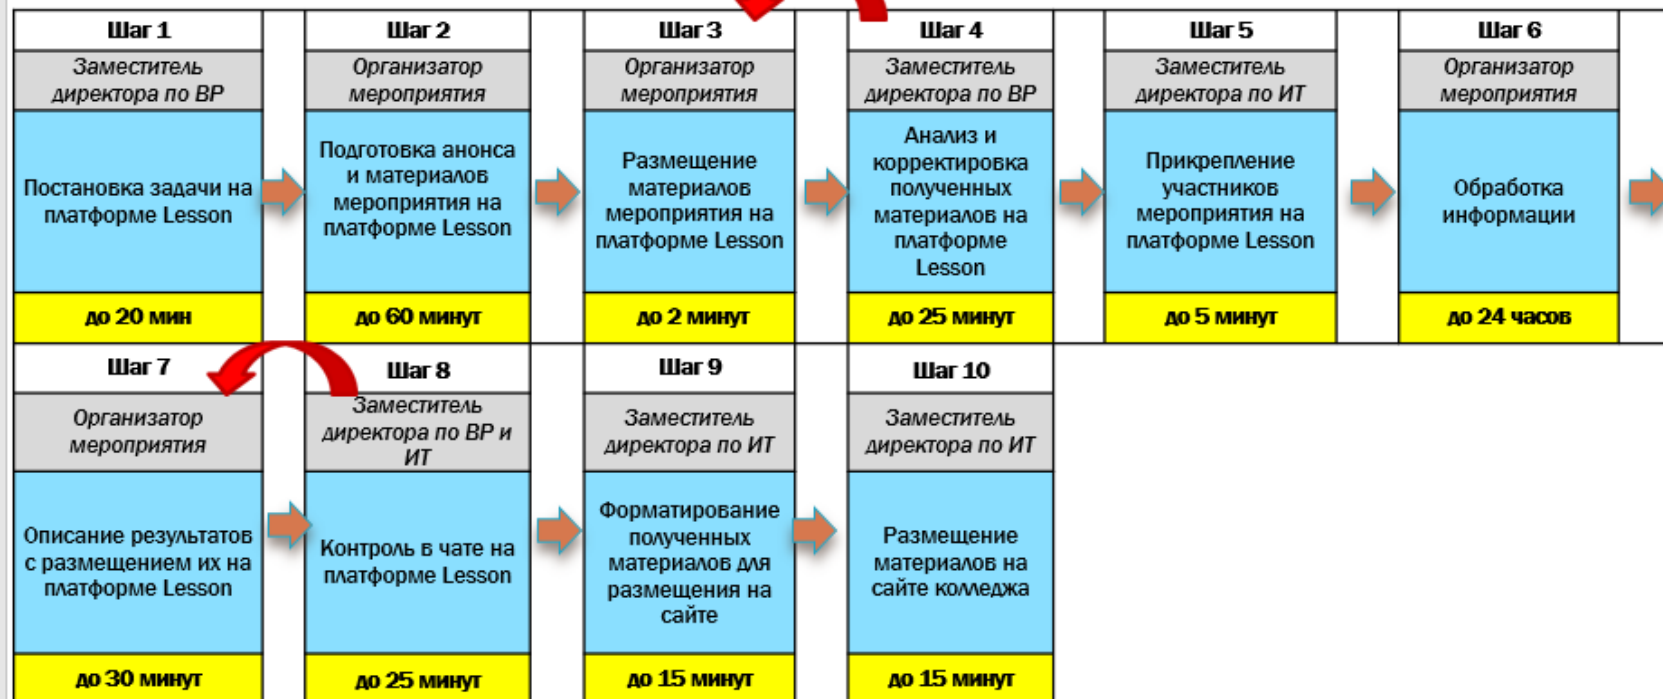 Шаг 1
Заместитель
директора по ВР
Постановка задачи на
платформе Lesson
до 20 мин
Шаг 2
Организатор
мероприятия
Подготовка анонса
и материалов
мероприятия на
платформе Lesson
до 60 минут
Шаг 3
Организатор
мероприятия
Размещение
материалов
мероприятия на
платформе Lesson
до 2 минут
Шаг 4
Заместитель
директора по ВР
Анализ и
корректировка
полученных
материалов на
платформе
Lesson
до 25 минут
Шаг 5
Заместитель
директора по ИТ
Прикрепление
участников
мероприятия на
платформе Lesson
до 5 минут
Шаг 6
Организатор
мероприятия
Обработка
информации
до 24 часов
Шаг 7
Организатор
мероприятия
Описание результатов
с размещением их на
платформе Lesson
до 30 минут
Шаг 8
Заместитель
директора по ВР и
ИТ
Контроль в чате на
платформе Lesson
до 25 минут
Шаг 9
Заместитель
директора по ИТ
Форматирование
полученных
материалов для
размещения на
сайте
до 15 минут
Шаг 10
Заместитель
директора по ИТ
Размещение
материалов на
сайте колледжа
до 15 минут